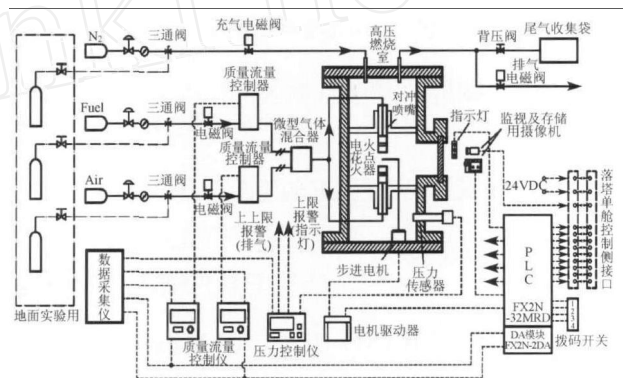 N₂
三通阀
充气电磁阀
高压
燃烧
室
背压阀
尾气收集袋
排气
电磁阀
质量流量
控制器
Fuel
三通阀
电磁阀
微型气体
混合器
对冲
喷嘴
指示灯
监视及存储
用摄像机
质量流量
控制器
电火
花点
火器
Air
三通阀
电磁阀
24VDC
落塔单舱控制侧接口
上上限
报警
(排气)
上限
报警
(指示
灯)
步进电机
压力
传感器
PLC
数据采集仪
地面实验用
质量流量
控制仪
压力控制仪
电机驱动器
FX2N
-32MRD
DA模块
FX2N-2DA
拨码开关